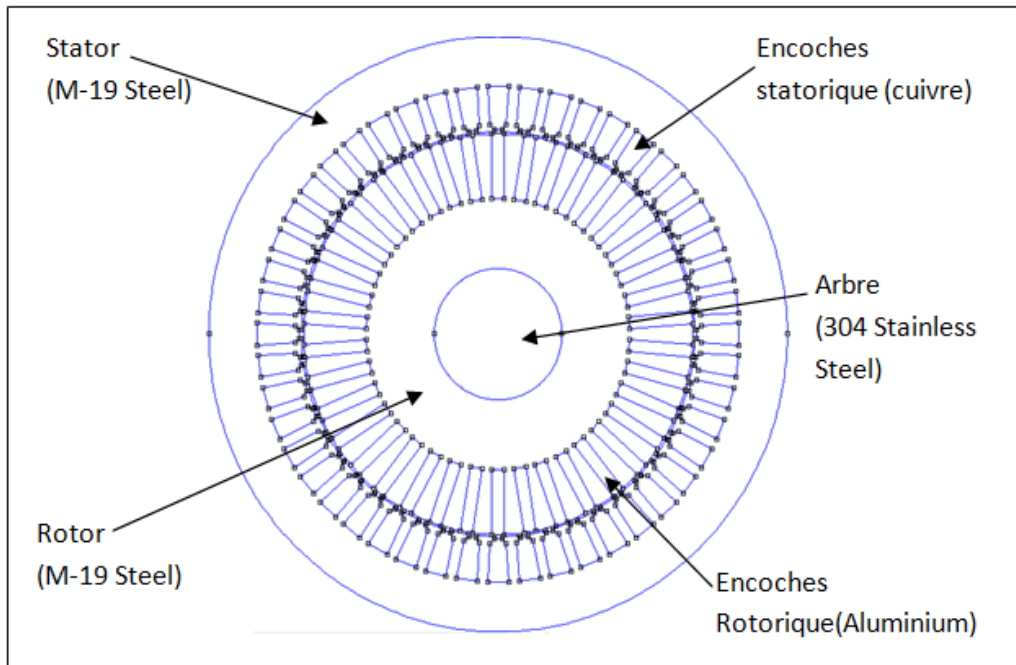 Stator
(M-19 Steel)
Encoches
statorique (cuivre)
Arbre
(304 Stainless
Steel)
Rotor
(M-19 Steel)
Encoches
Rotorique(Aluminium)